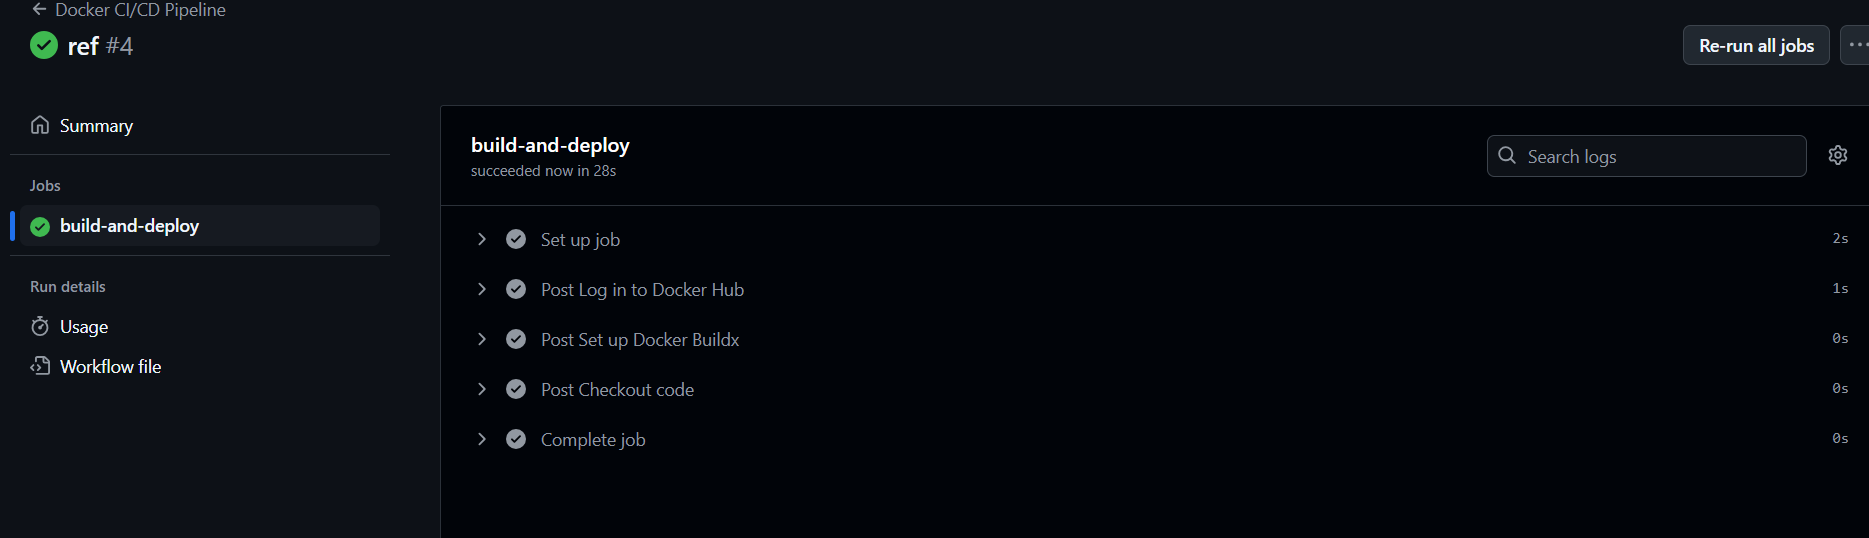 Docker CI/CD Pipeline
ref #4
Re-run all jobs
Summary
Jobs
build-and-deploy
Run details
Usage
Workflow file
build-and-deploy
succeeded now in 28s
Search logs
Set up job 2s
Post Log in to Docker Hub 1s
Post Set up Docker Buildx 0s
Post Checkout code 0s
Complete job 0s